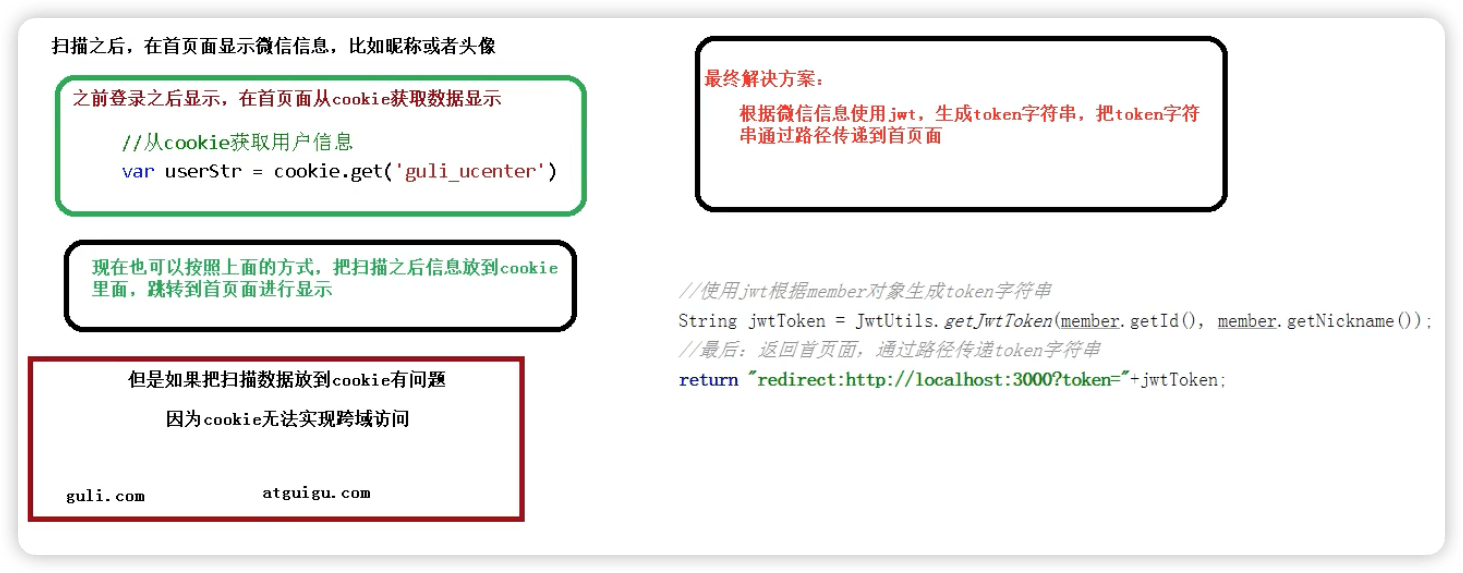 扫描之后，在首页面显示微信信息，比如昵称或者头像
之前登录之后显示，在首页面从cookie获取数据显示
//从cookie获取用户信息
var userStr = cookie.get('guli_ucenter')
现在也可以按照上面的方式，把扫描之后信息放到cookie
里面，跳转到首页面进行显示
但是如果把扫描数据放到cookie有问题
因为cookie无法实现跨域访问
guli.com
atguigu.com
最终解决方案：
根据微信信息使用jwt，生成token字符串，把token字符
串通过路径传递到首页面
//使用jwt根据member对象生成token字符串
String jwtToken = JwtUtils.getJwtToken(member.getId(), member.getNickname());
//最后：返回首页面，通过路径传递token字符串
return "redirect:http://localhost:3000?token="+jwtToken;